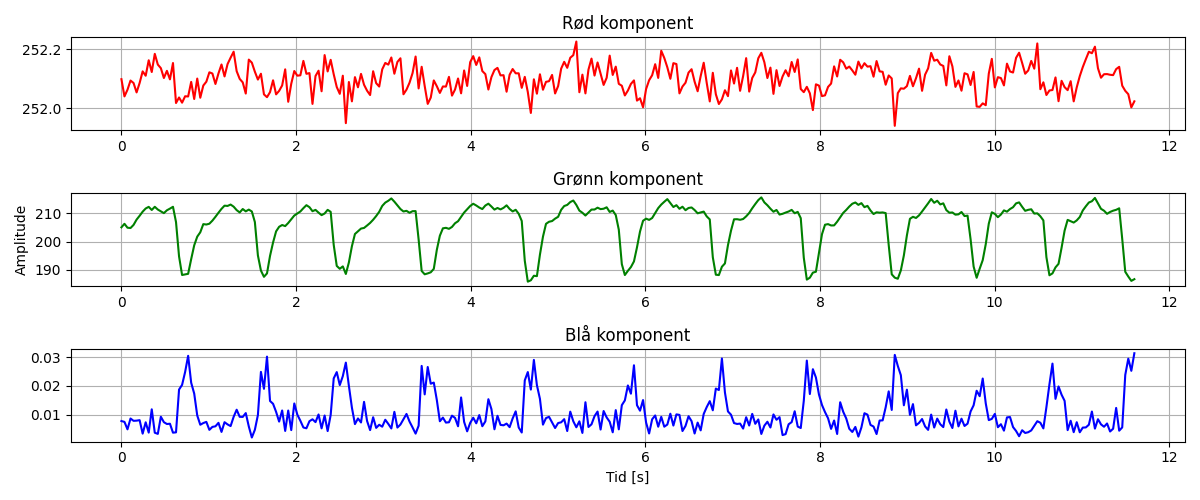 Rød komponent
252.2
252.0
0 2 4 6 8 10 12
Grønn komponent
Amplitude
210
200
190
0 2 4 6 8 10 12
Blå komponent
0.03
0.02
0.01
0 2 4 6 8 10 12
Tid [s]